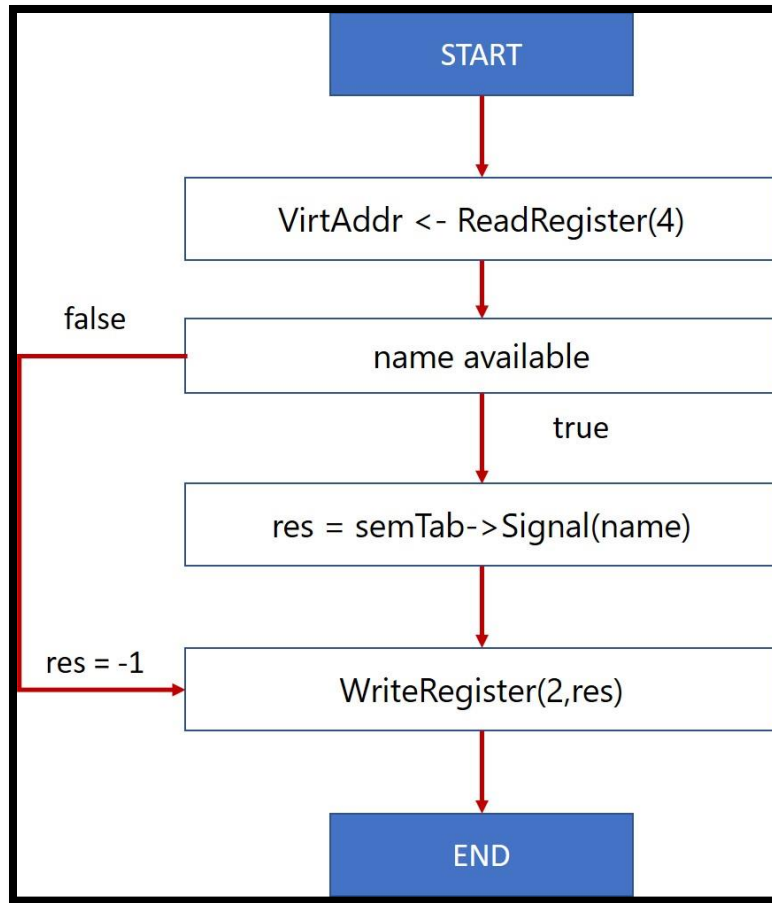 START
VirtAddr <- ReadRegister(4)
false
name available
true
res = semTab->Signal(name)
res = -1
WriteRegister(2,res)
END